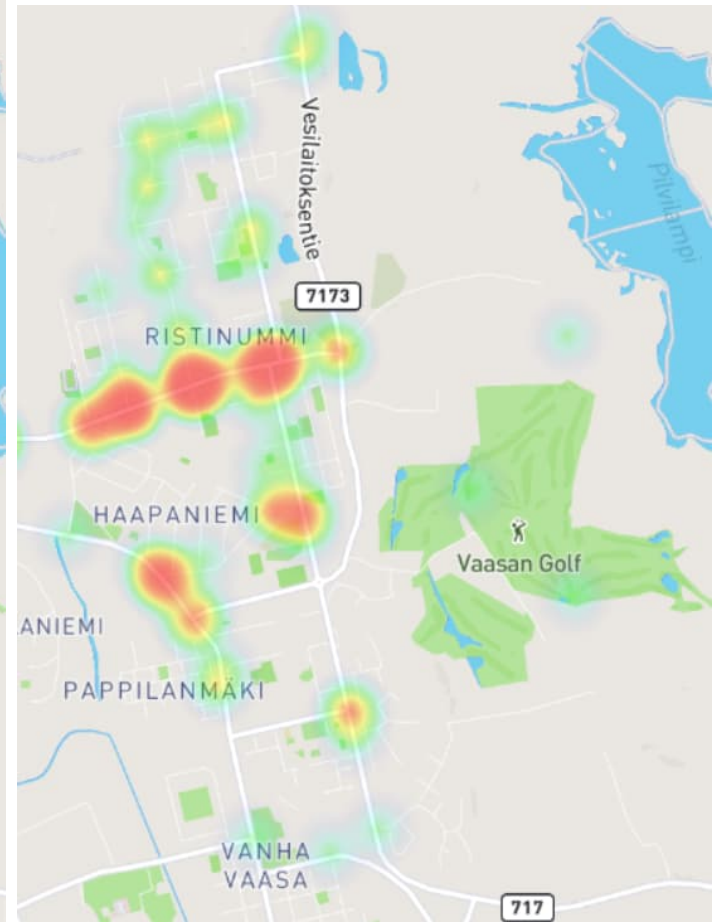 Vesilaitoksentie
Pilvilampi
7173
RISTINUMMI
HAAPANIEMI
Vaasan Golf
ANIEMI
PAPPILANMÄKI
VANHA
VAASA
717